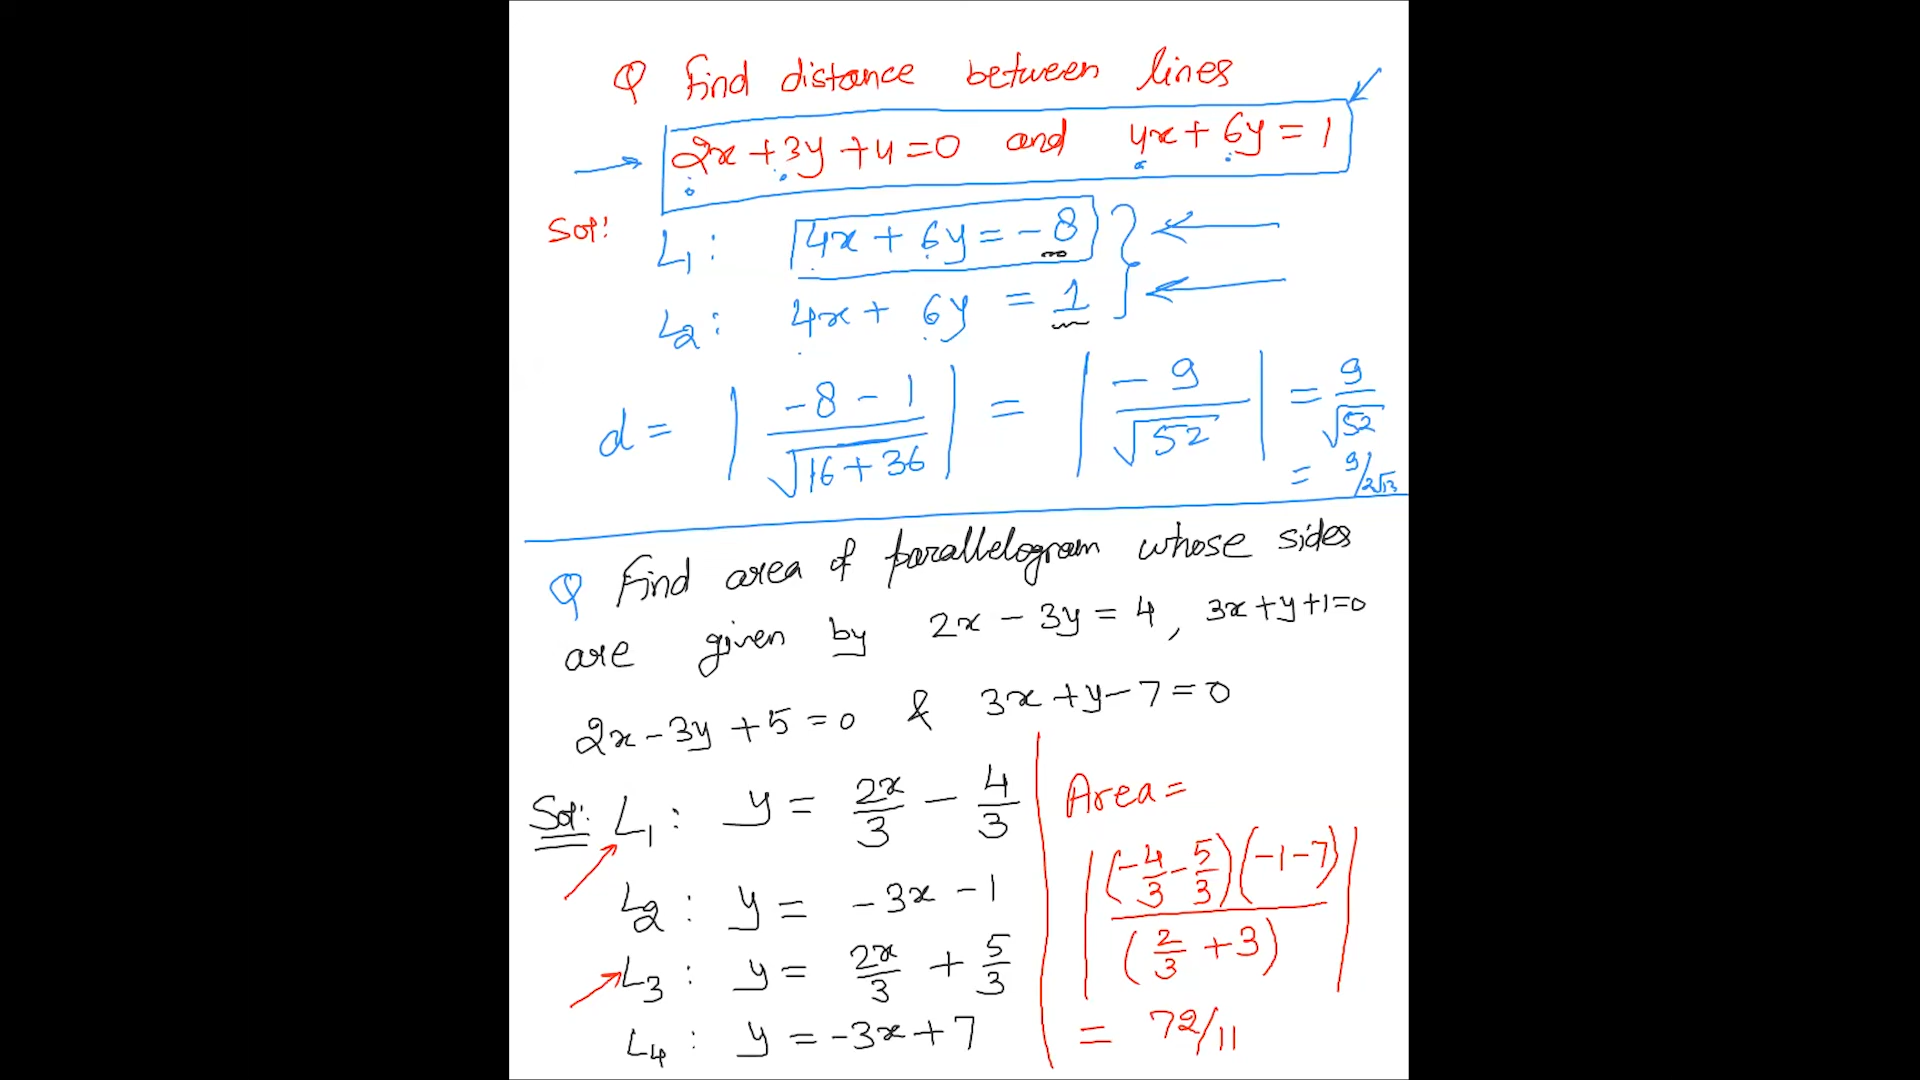 Q Find distance between lines
2x + 3y + 4 = 0 and 4x + 6y = 1
Sol:
L1 : 4x + 6y = - 8
L2 : 4x + 6y = 1
d = | (-8 - 1) / √(16 + 36) | = | -9 / √52 | = 9/√52
= 9/2√13
Q Find area of parallelogram whose sides
are given by 2x - 3y = 4, 3x + y + 1 = 0
2x - 3y + 5 = 0 & 3x + y - 7 = 0
Sol: L1 : y = 2x/3 - 4/3
L2 : y = - 3x - 1
L3 : y = 2x/3 + 5/3
L4 : y = -3x + 7
Area =
| (-4/3 - 5/3) (-1 - 7) / (2/3 + 3) |
= 72/11